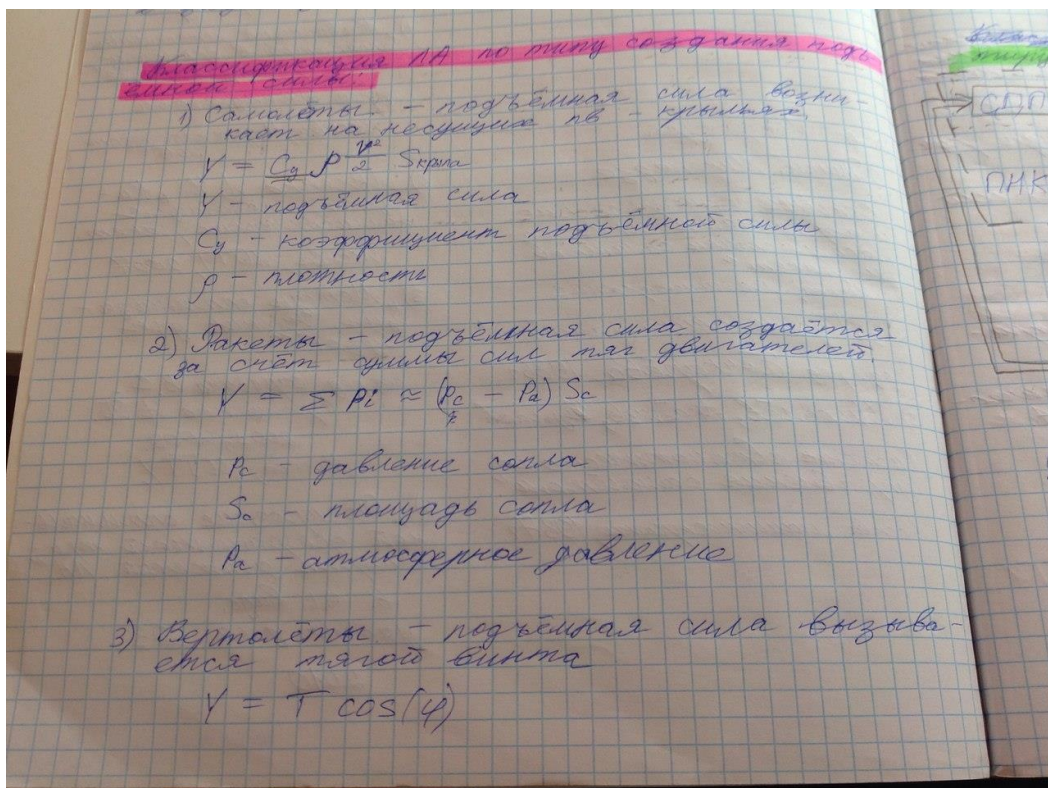 Классификация ЛА по типу создания подъ-
ёмной силы:
1) Самолёты - подъёмная сила возни-
кает на несущих пв - крыльях.
Y = Cy ρ V²/2 Sкрыла
Y - подъёмная сила
Cy - коэффициент подъёмной силы
ρ - плотность
2) Ракеты - подъёмная сила создаётся
за счёт суммы сил тяг двигателей
Y = Σ Pi ≈ (Pc - Pa) Sc
Pc - давление сопла
Sc - площадь сопла
Pa - атмосферное давление
3) Вертолёты - подъёмная сила вызыва-
ется тягой винта
Y = T cos(φ)
СДП
ПНК